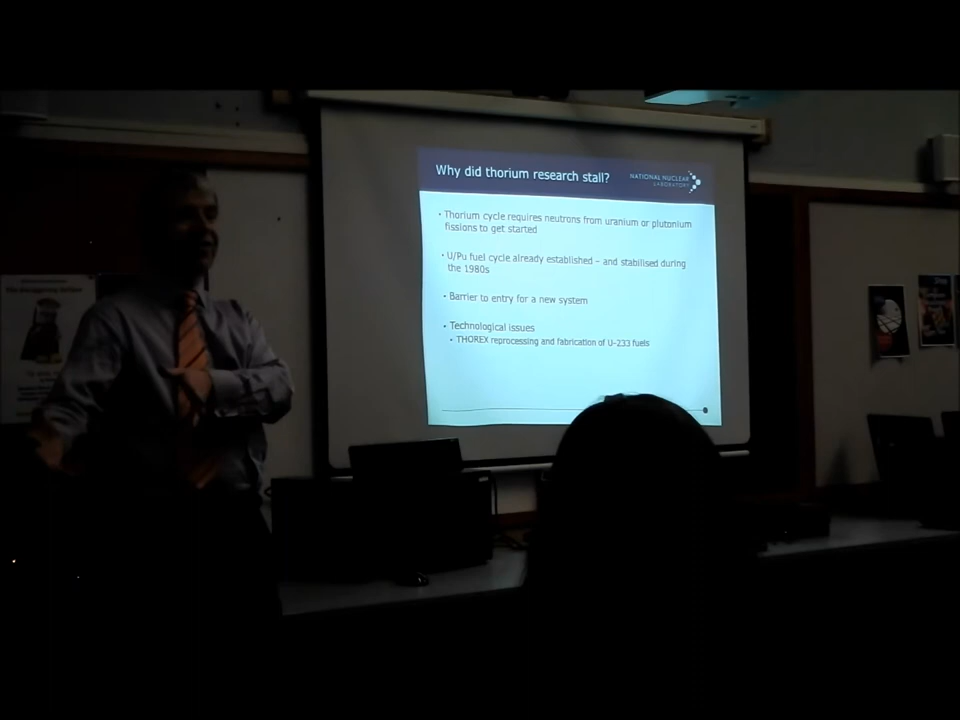 Why did thorium research stall?
NATIONAL NUCLEAR
LABORATORY
• Thorium cycle requires neutrons from uranium or plutonium
fissions to get started
• U/Pu fuel cycle already established – and stabilised during
the 1980s
• Barrier to entry for a new system
• Technological issues
• THOREX reprocessing and fabrication of U-233 fuels